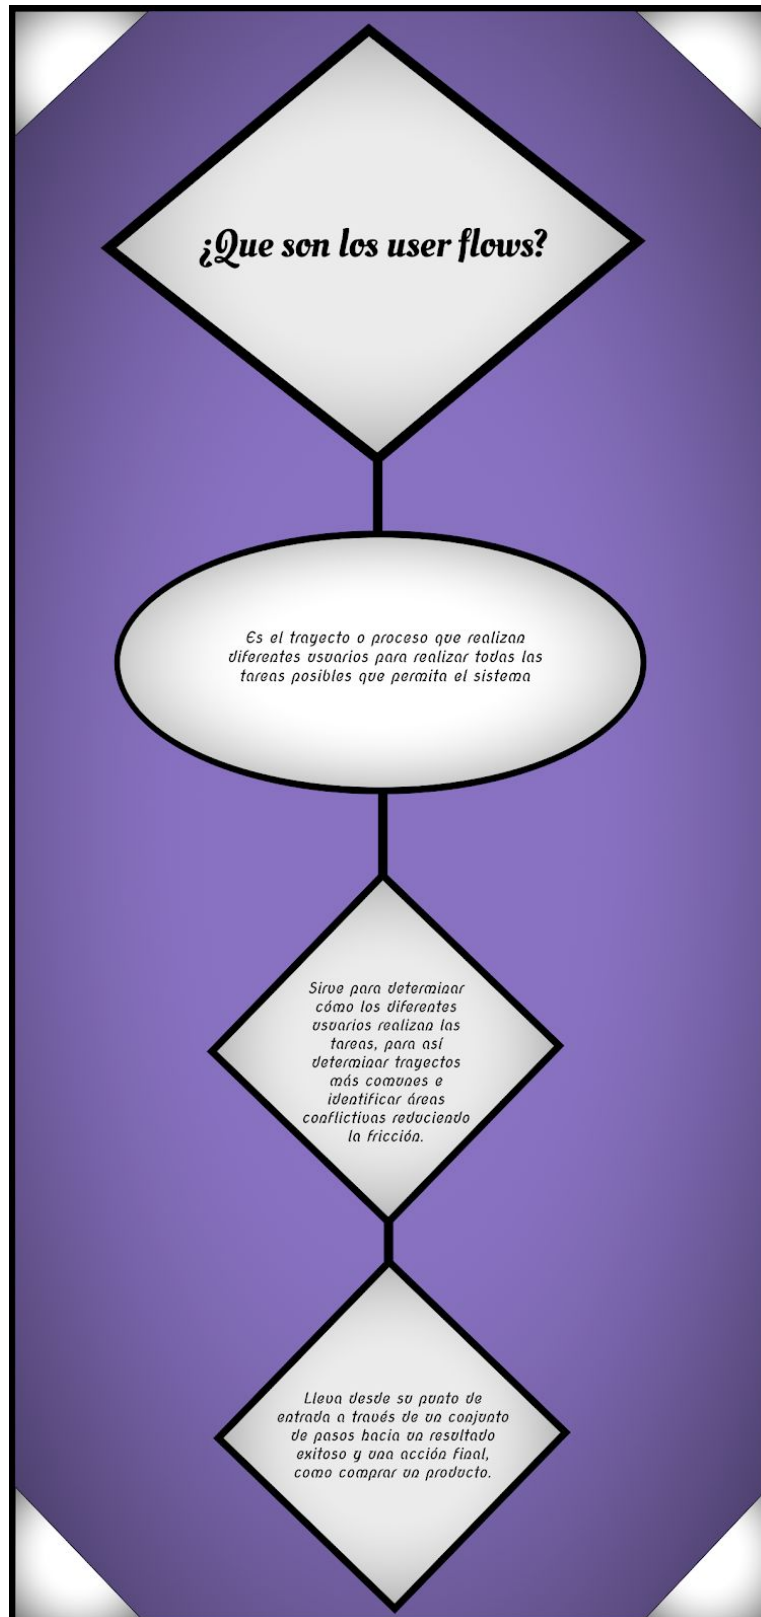 ¿Que son los user flows?
Es el trayecto o proceso que realizan
diferentes usuarios para realizar todas las
tareas posibles que permita el sistema
Sirve para determinar
cómo los diferentes
usuarios realizan las
tareas, para así
determinar trayectos
más comunes e
identificar áreas
conflictivas reduciendo
la fricción.
Lleva desde su punto de
entrada a través de un conjunto
de pasos hacia un resultado
exitoso y una acción final,
como comprar un producto.